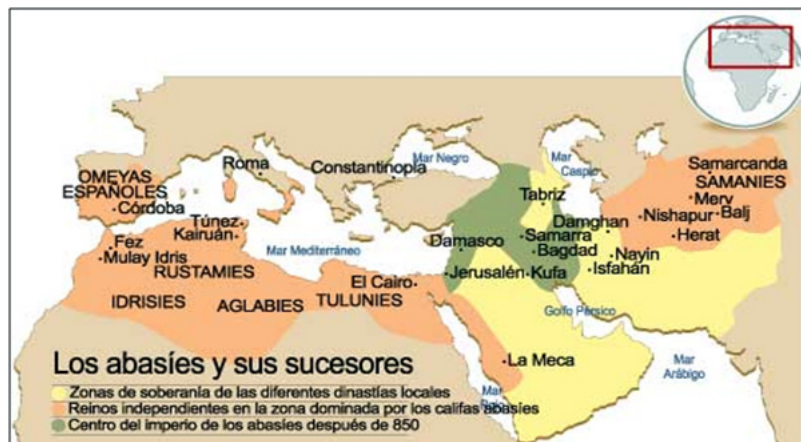 OMEYAS
ESPAÑOLES
Córdoba
Roma
Constantinopla
Mar Negro
Mar
Caspio
Samarcanda
SAMANIES
Merv
Nishapur
Balj
Herat
Tabriz
Damghan
Túnez
Kairuán
Fez
Mulay Idris
RUSTAMIES
Mar Mediterráneo
Damasco
Samarra
Bagdad
Nayin
Isfahán
Jerusalén
Kufa
El Cairo
TULUNIES
IDRISIES
AGLABIES
Golfo Pérsico
La Meca
Mar
Arábigo
Mar
Rojo
Los abasíes y sus sucesores
Zonas de soberanía de las diferentes dinastías locales
Reinos independientes en la zona dominada por los califas abasíes
Centro del imperio de los abasíes después de 850